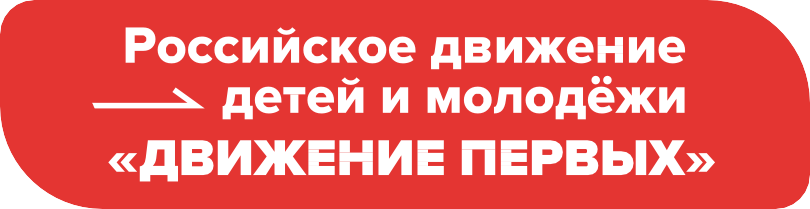 Российское движение
детей и молодёжи
«ДВИЖЕНИЕ ПЕРВЫХ»